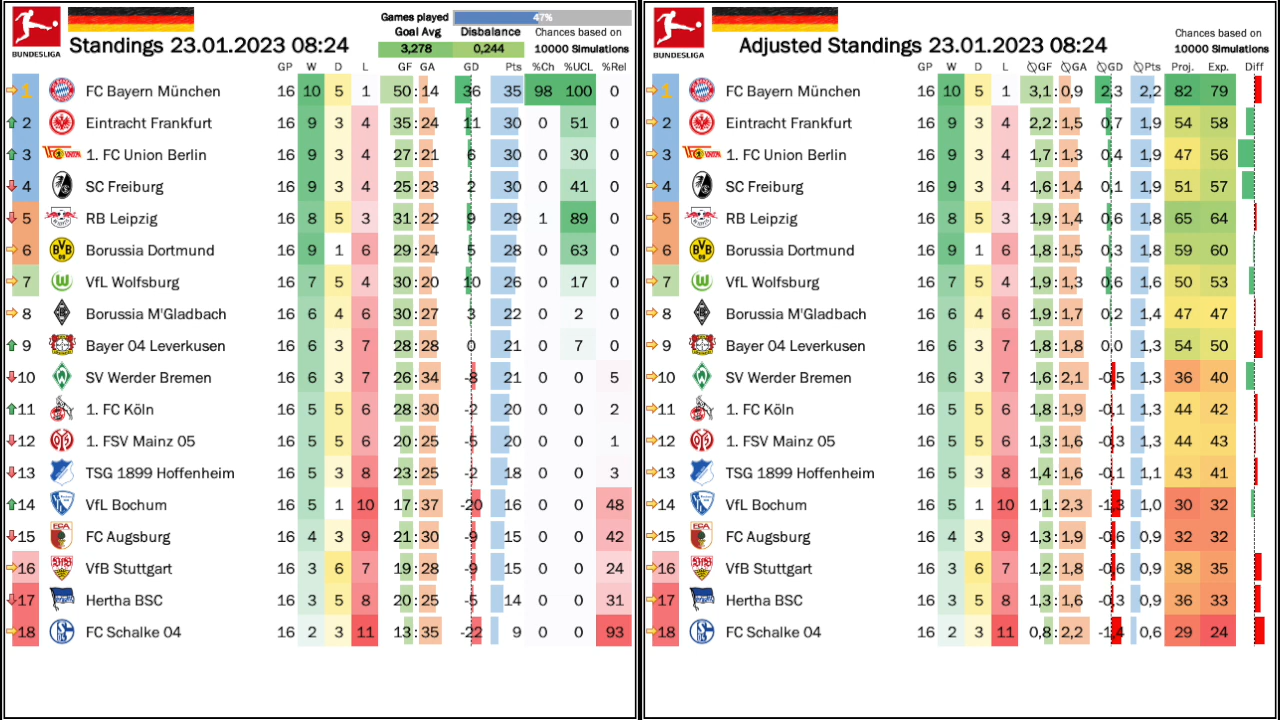 BUNDESLIGA
Standings 23.01.2023 08:24
Games played 47%
Goal Avg Disbalance Chances based on
3,278 0,244 10000 Simulations
GP W D L GF GA GD Pts %Ch %UCL %Rel
1 FC Bayern München 16 10 5 1 50 : 14 36 35 98 100 0
2 Eintracht Frankfurt 16 9 3 4 35 : 24 11 30 0 51 0
3 1. FC Union Berlin 16 9 3 4 27 : 21 6 30 0 30 0
4 SC Freiburg 16 9 3 4 25 : 23 2 30 0 41 0
5 RB Leipzig 16 8 5 3 31 : 22 9 29 1 89 0
6 Borussia Dortmund 16 9 1 6 29 : 24 5 28 0 63 0
7 VfL Wolfsburg 16 7 5 4 30 : 20 10 26 0 17 0
8 Borussia M'Gladbach 16 6 4 6 30 : 27 3 22 0 2 0
9 Bayer 04 Leverkusen 16 6 3 7 28 : 28 0 21 0 7 0
10 SV Werder Bremen 16 6 3 7 26 : 34 -8 21 0 0 5
11 1. FC Köln 16 5 5 6 28 : 30 -2 20 0 0 2
12 1. FSV Mainz 05 16 5 5 6 20 : 25 -5 20 0 0 1
13 TSG 1899 Hoffenheim 16 5 3 8 23 : 25 -2 18 0 0 3
14 VfL Bochum 16 5 1 10 17 : 37 -20 16 0 0 48
15 FC Augsburg 16 4 3 9 21 : 30 -9 15 0 0 42
16 VfB Stuttgart 16 3 6 7 19 : 28 -9 15 0 0 24
17 Hertha BSC 16 3 5 8 20 : 25 -5 14 0 0 31
18 FC Schalke 04 16 2 3 11 13 : 35 -22 9 0 0 93
BUNDESLIGA
Adjusted Standings 23.01.2023 08:24
Chances based on
10000 Simulations
GP W D L ∅GF ∅GA ∅GD ∅Pts Proj. Exp. Diff
1 FC Bayern München 16 10 5 1 3,1 : 0,9 2,3 2,2 82 79
2 Eintracht Frankfurt 16 9 3 4 2,2 : 1,5 0,7 1,9 54 58
3 1. FC Union Berlin 16 9 3 4 1,7 : 1,3 0,4 1,9 47 56
4 SC Freiburg 16 9 3 4 1,6 : 1,4 0,1 1,9 51 57
5 RB Leipzig 16 8 5 3 1,9 : 1,4 0,6 1,8 65 64
6 Borussia Dortmund 16 9 1 6 1,8 : 1,5 0,3 1,8 59 60
7 VfL Wolfsburg 16 7 5 4 1,9 : 1,3 0,6 1,6 50 53
8 Borussia M'Gladbach 16 6 4 6 1,9 : 1,7 0,2 1,4 47 47
9 Bayer 04 Leverkusen 16 6 3 7 1,8 : 1,8 0,0 1,3 54 50
10 SV Werder Bremen 16 6 3 7 1,6 : 2,1 -0,5 1,3 36 40
11 1. FC Köln 16 5 5 6 1,8 : 1,9 -0,1 1,3 44 42
12 1. FSV Mainz 05 16 5 5 6 1,3 : 1,6 -0,3 1,3 44 43
13 TSG 1899 Hoffenheim 16 5 3 8 1,4 : 1,6 -0,1 1,1 43 41
14 VfL Bochum 16 5 1 10 1,1 : 2,3 -1,3 1,0 30 32
15 FC Augsburg 16 4 3 9 1,3 : 1,9 -0,6 0,9 32 32
16 VfB Stuttgart 16 3 6 7 1,2 : 1,8 -0,6 0,9 38 35
17 Hertha BSC 16 3 5 8 1,3 : 1,6 -0,3 0,9 36 33
18 FC Schalke 04 16 2 3 11 0,8 : 2,2 -1,4 0,6 29 24